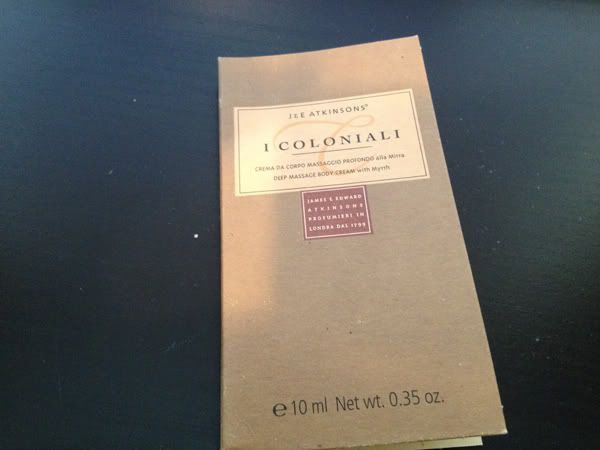 J&E ATKINSONS®
I COLONIALI
CREMA DA CORPO MASSAGGIO PROFONDO alla Mirra
DEEP MASSAGE BODY CREAM with Myrrh
JAMES & EDWARD
ATKINSONS
PROFUMIERI IN
LONDRA DAL 1799
℮ 10 ml Net wt. 0.35 oz.